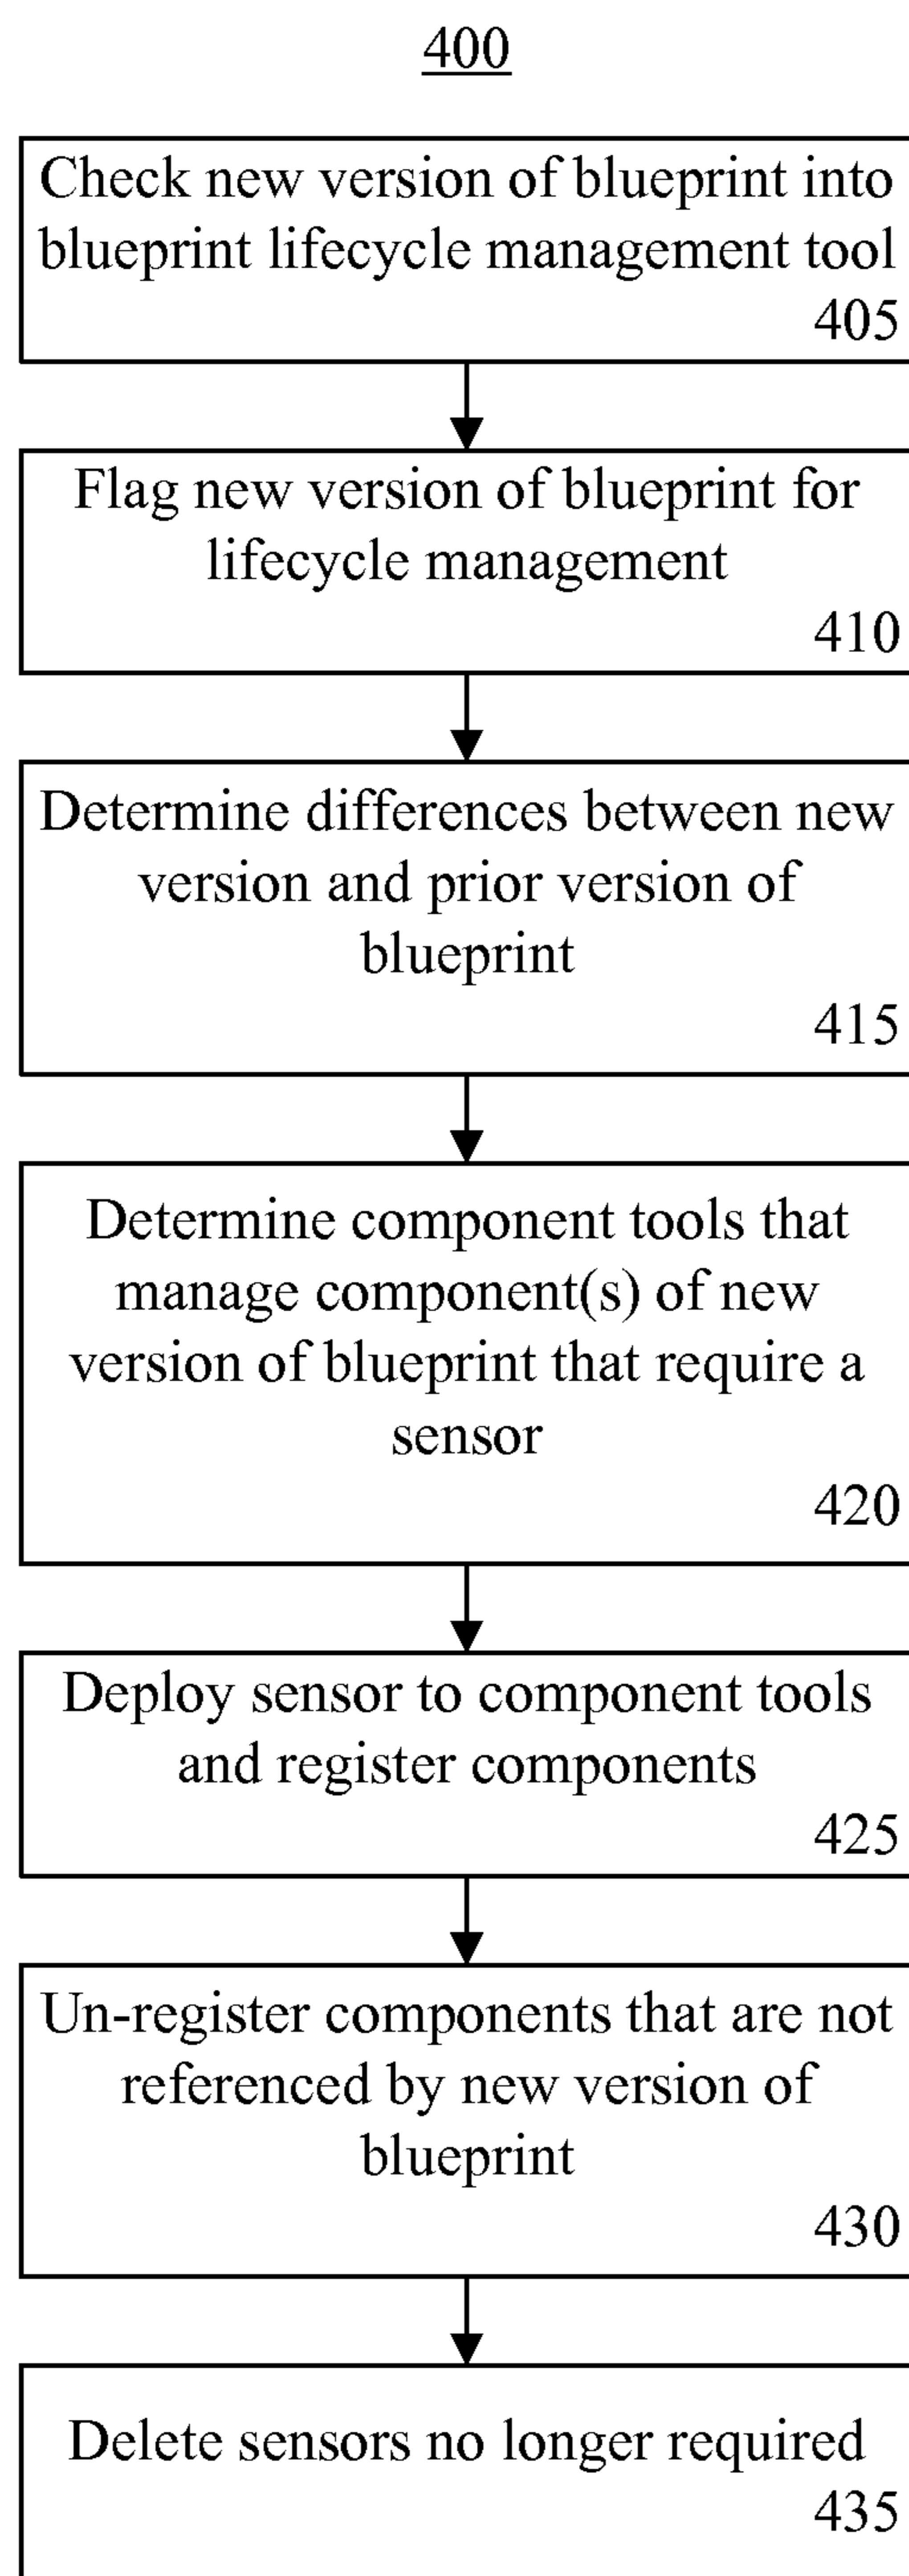 400
Check new version of blueprint into
blueprint lifecycle management tool
405
Flag new version of blueprint for
lifecycle management
410
Determine differences between new
version and prior version of
blueprint
415
Determine component tools that
manage component(s) of new
version of blueprint that require a
sensor
420
Deploy sensor to component tools
and register components
425
Un-register components that are not
referenced by new version of
blueprint
430
Delete sensors no longer required
435